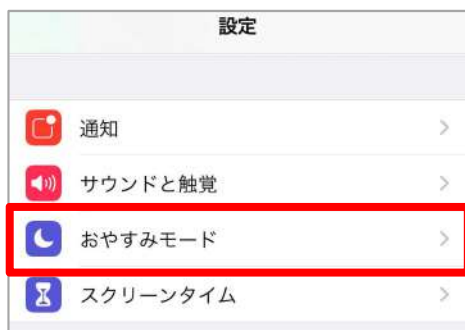 設定
通知
サウンドと触覚
おやすみモード
スクリーンタイム